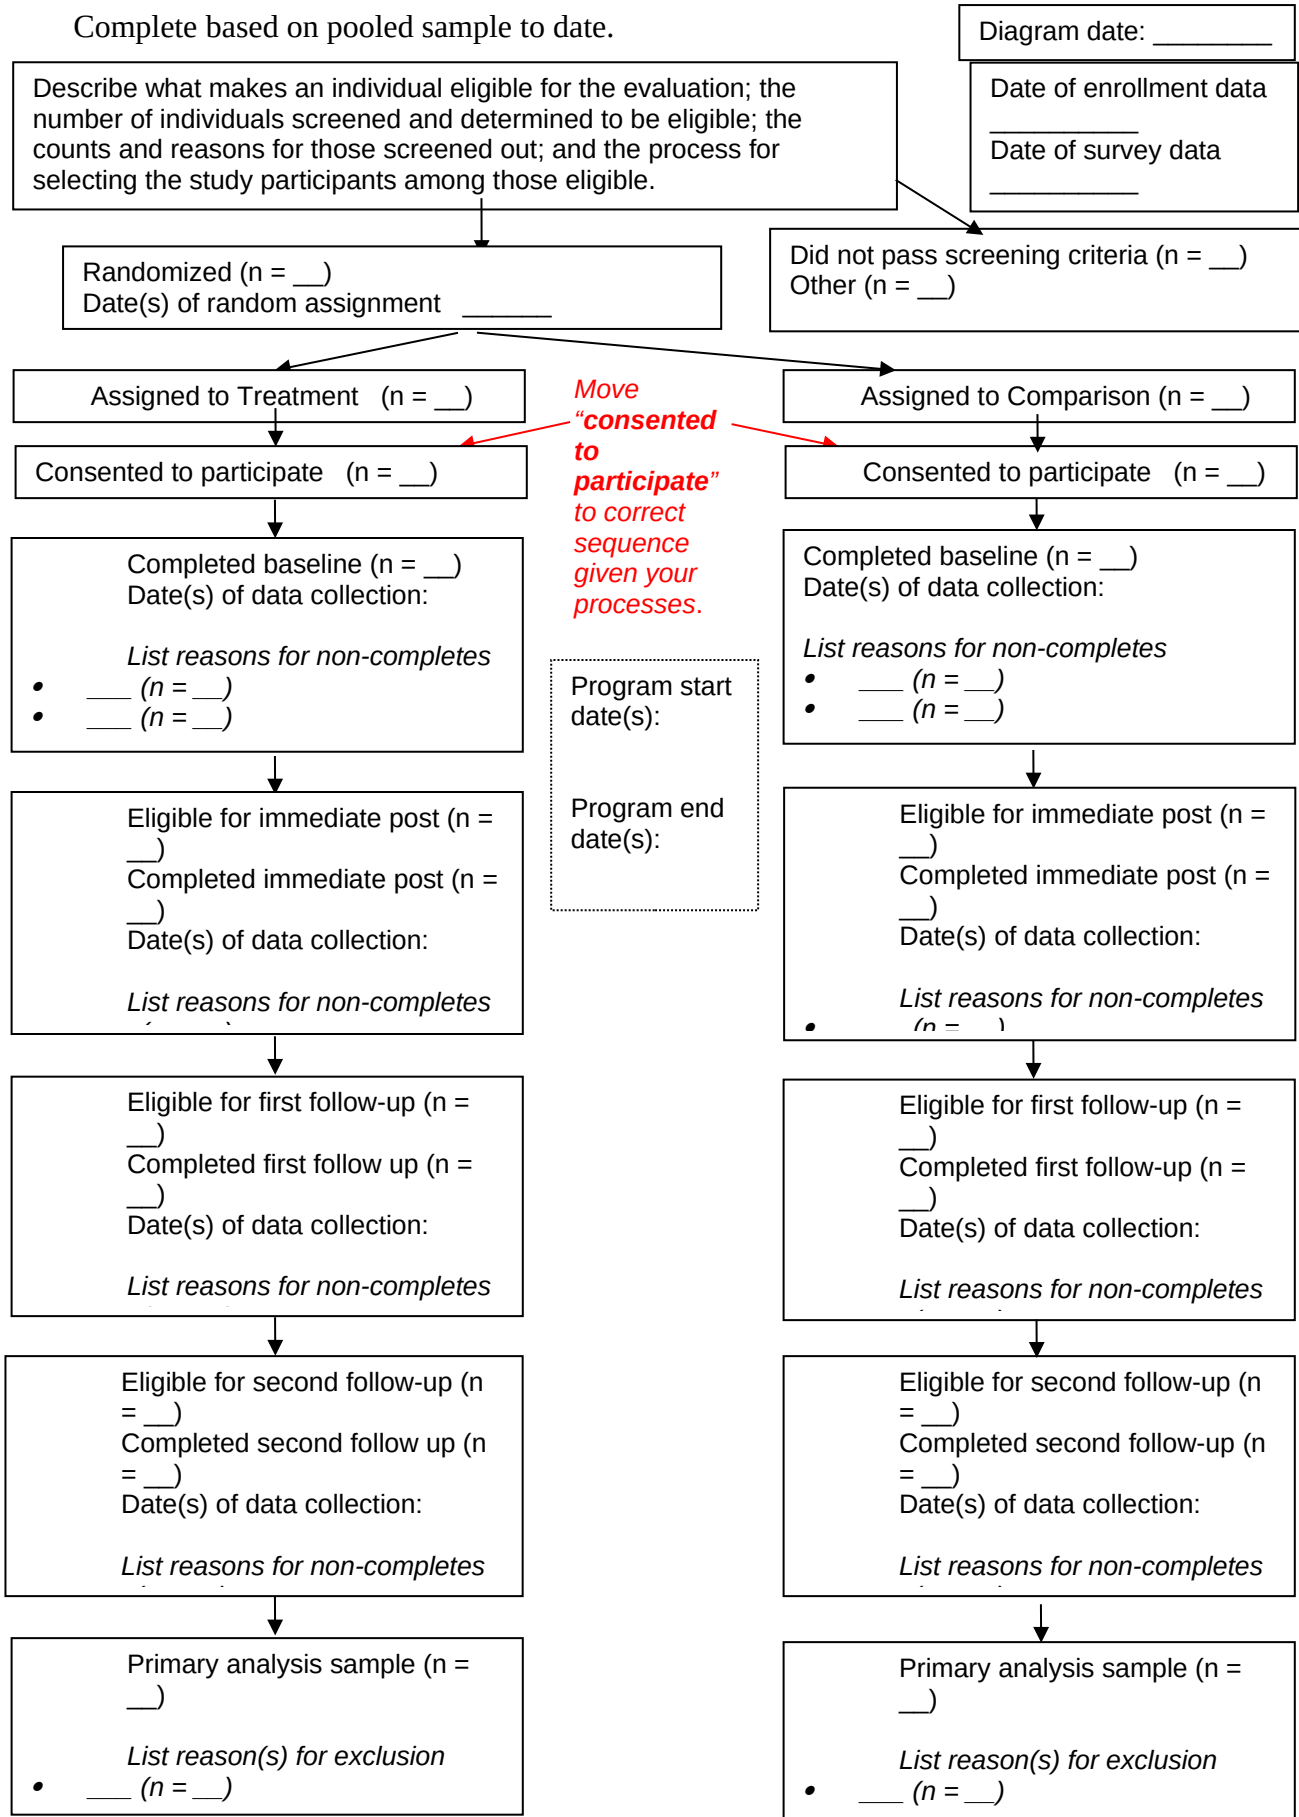 Complete based on pooled sample to date.
Diagram date: ________
Describe what makes an individual eligible for the evaluation; the
number of individuals screened and determined to be eligible; the
counts and reasons for those screened out; and the process for
selecting the study participants among those eligible.
Date of enrollment data
__________
Date of survey data
__________
Randomized (n = __)
Date(s) of random assignment ______
Did not pass screening criteria (n = __)
Other (n = __)
Assigned to Treatment (n = __)
Assigned to Comparison (n = __)
Move
“consented
to
participate”
to correct
sequence
given your
processes.
Consented to participate (n = __)
Consented to participate (n = __)
Completed baseline (n = __)
Date(s) of data collection:
List reasons for non-completes
• ___ (n = __)
• ___ (n = __)
Completed baseline (n = __)
Date(s) of data collection:
List reasons for non-completes
• ___ (n = __)
• ___ (n = __)
Program start
date(s):
Program end
date(s):
Eligible for immediate post (n =
__)
Completed immediate post (n =
__)
Date(s) of data collection:
List reasons for non-completes
Eligible for immediate post (n =
__)
Completed immediate post (n =
__)
Date(s) of data collection:
List reasons for non-completes
• _ (n = __)
Eligible for first follow-up (n =
__)
Completed first follow up (n =
__)
Date(s) of data collection:
List reasons for non-completes
Eligible for first follow-up (n =
__)
Completed first follow-up (n =
__)
Date(s) of data collection:
List reasons for non-completes
Eligible for second follow-up (n
= __)
Completed second follow up (n
= __)
Date(s) of data collection:
List reasons for non-completes
Eligible for second follow-up (n
= __)
Completed second follow-up (n
= __)
Date(s) of data collection:
List reasons for non-completes
Primary analysis sample (n =
__)
List reason(s) for exclusion
• ___ (n = __)
Primary analysis sample (n =
__)
List reason(s) for exclusion
• ___ (n = __)